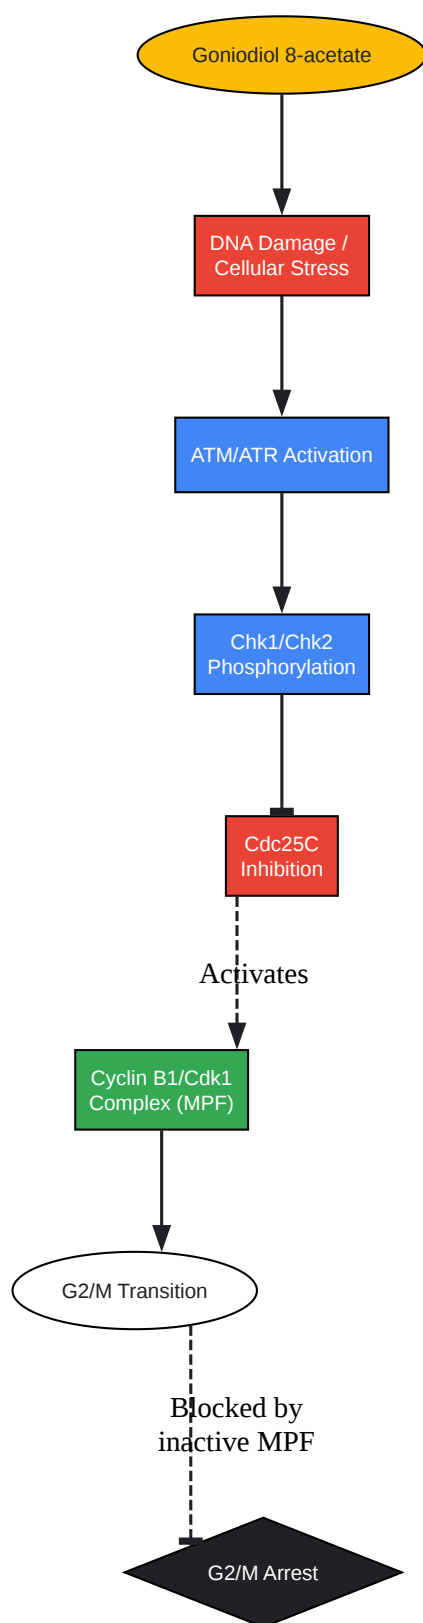 Goniodiol 8-acetate
DNA Damage /
Cellular Stress
ATM/ATR Activation
Chk1/Chk2
Phosphorylation
Cdc25C
Inhibition
Activates
Cyclin B1/Cdk1
Complex (MPF)
G2/M Transition
Blocked by
inactive MPF
G2/M Arrest